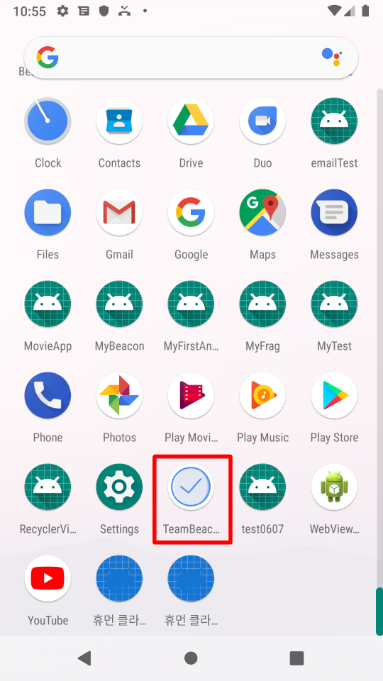 10:55
Clock Contacts Drive Duo emailTest
Files Gmail Google Maps Messages
MovieApp MyBeacon MyFirstAn... MyFrag MyTest
Phone Photos Play Movi... Play Music Play Store
RecyclerVi... Settings TeamBeac... test0607 WebView...
YouTube 휴먼 클라... 휴먼 클라...